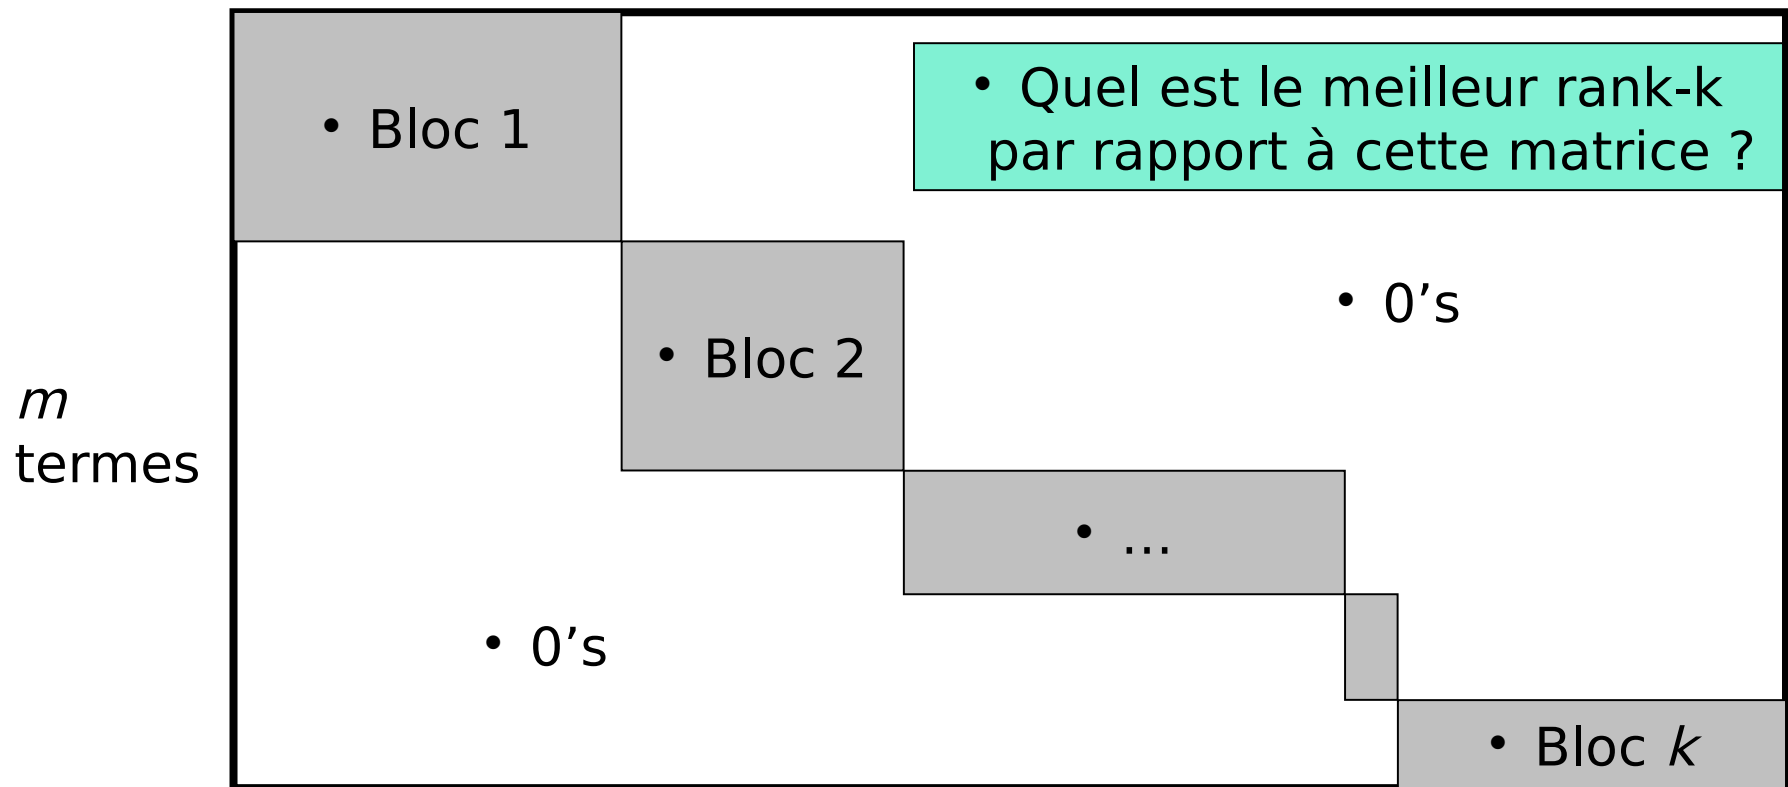 • Quel est le meilleur rank-k
par rapport à cette matrice ?
• Bloc 1
• 0’s
• Bloc 2
m
termes
• …
• 0’s
• Bloc k